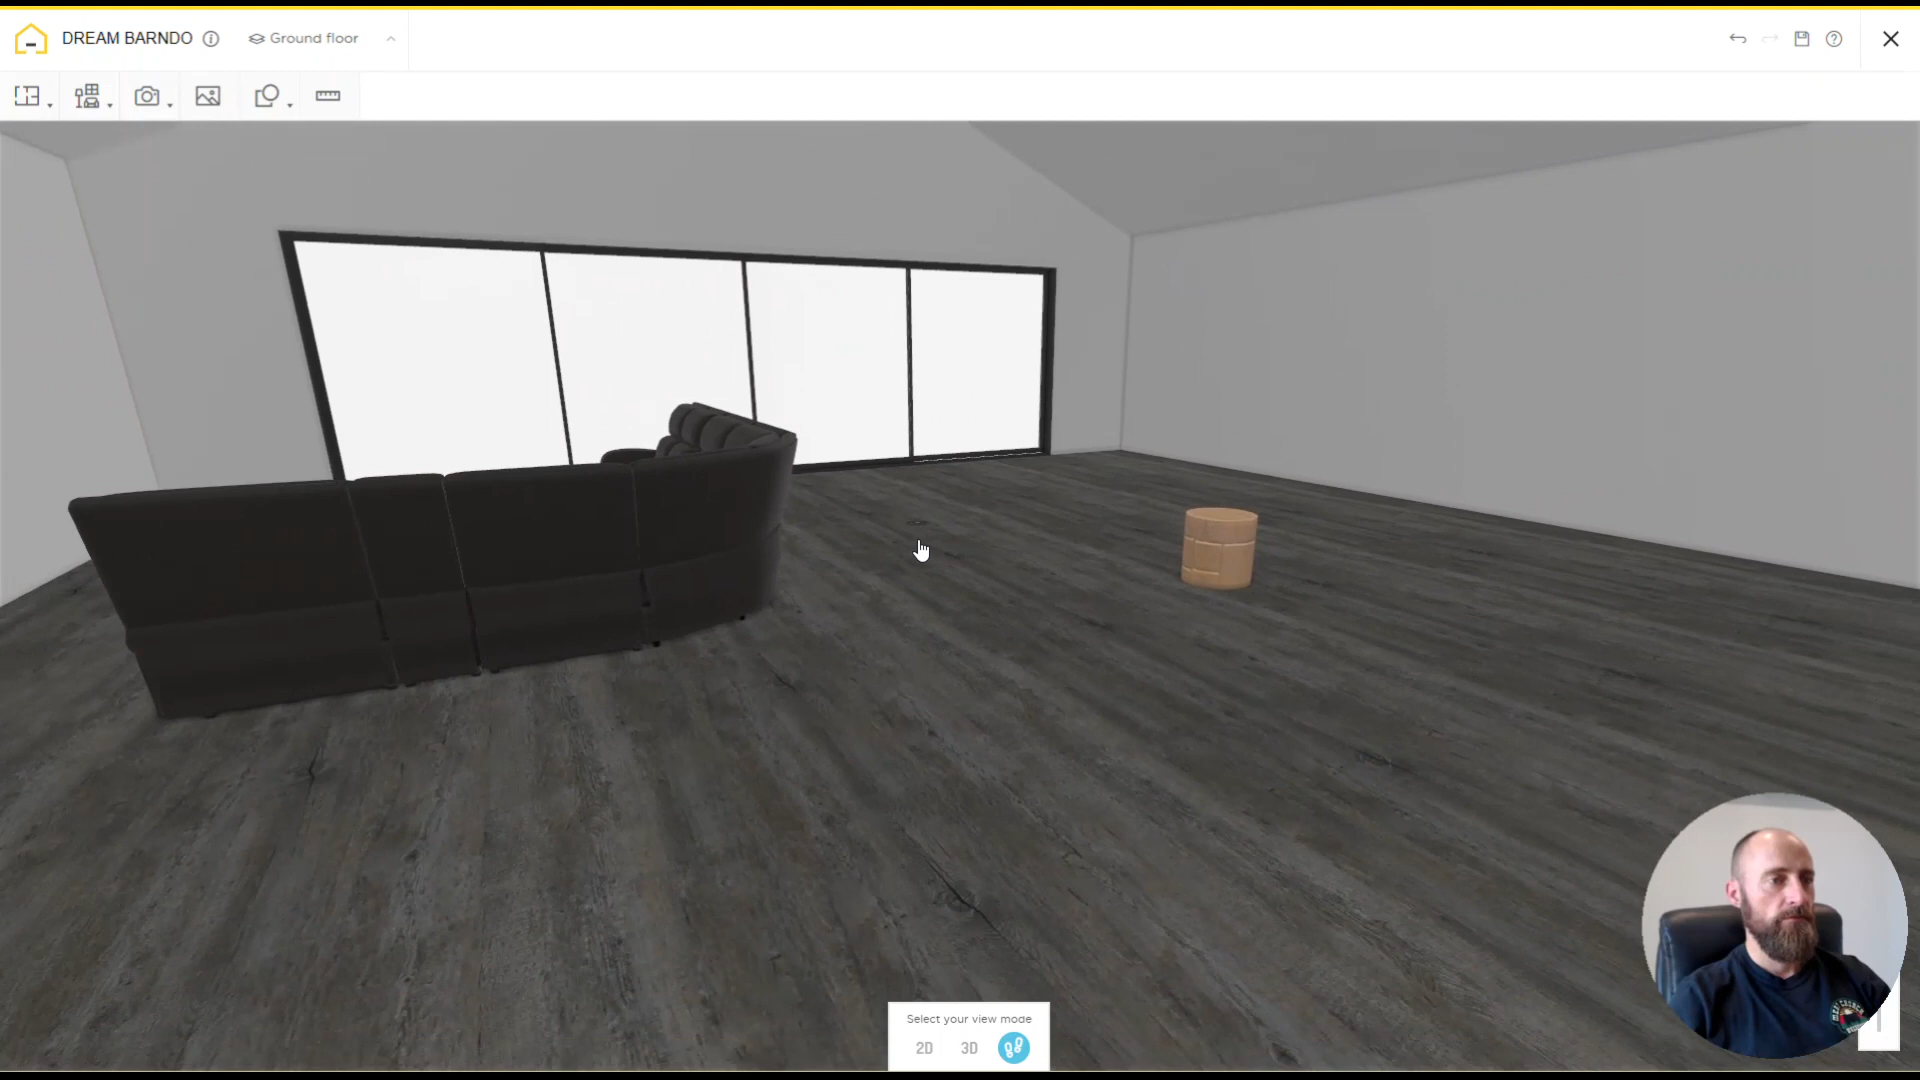 DREAM BARNDO
Ground floor
Select your view mode
2D
3D